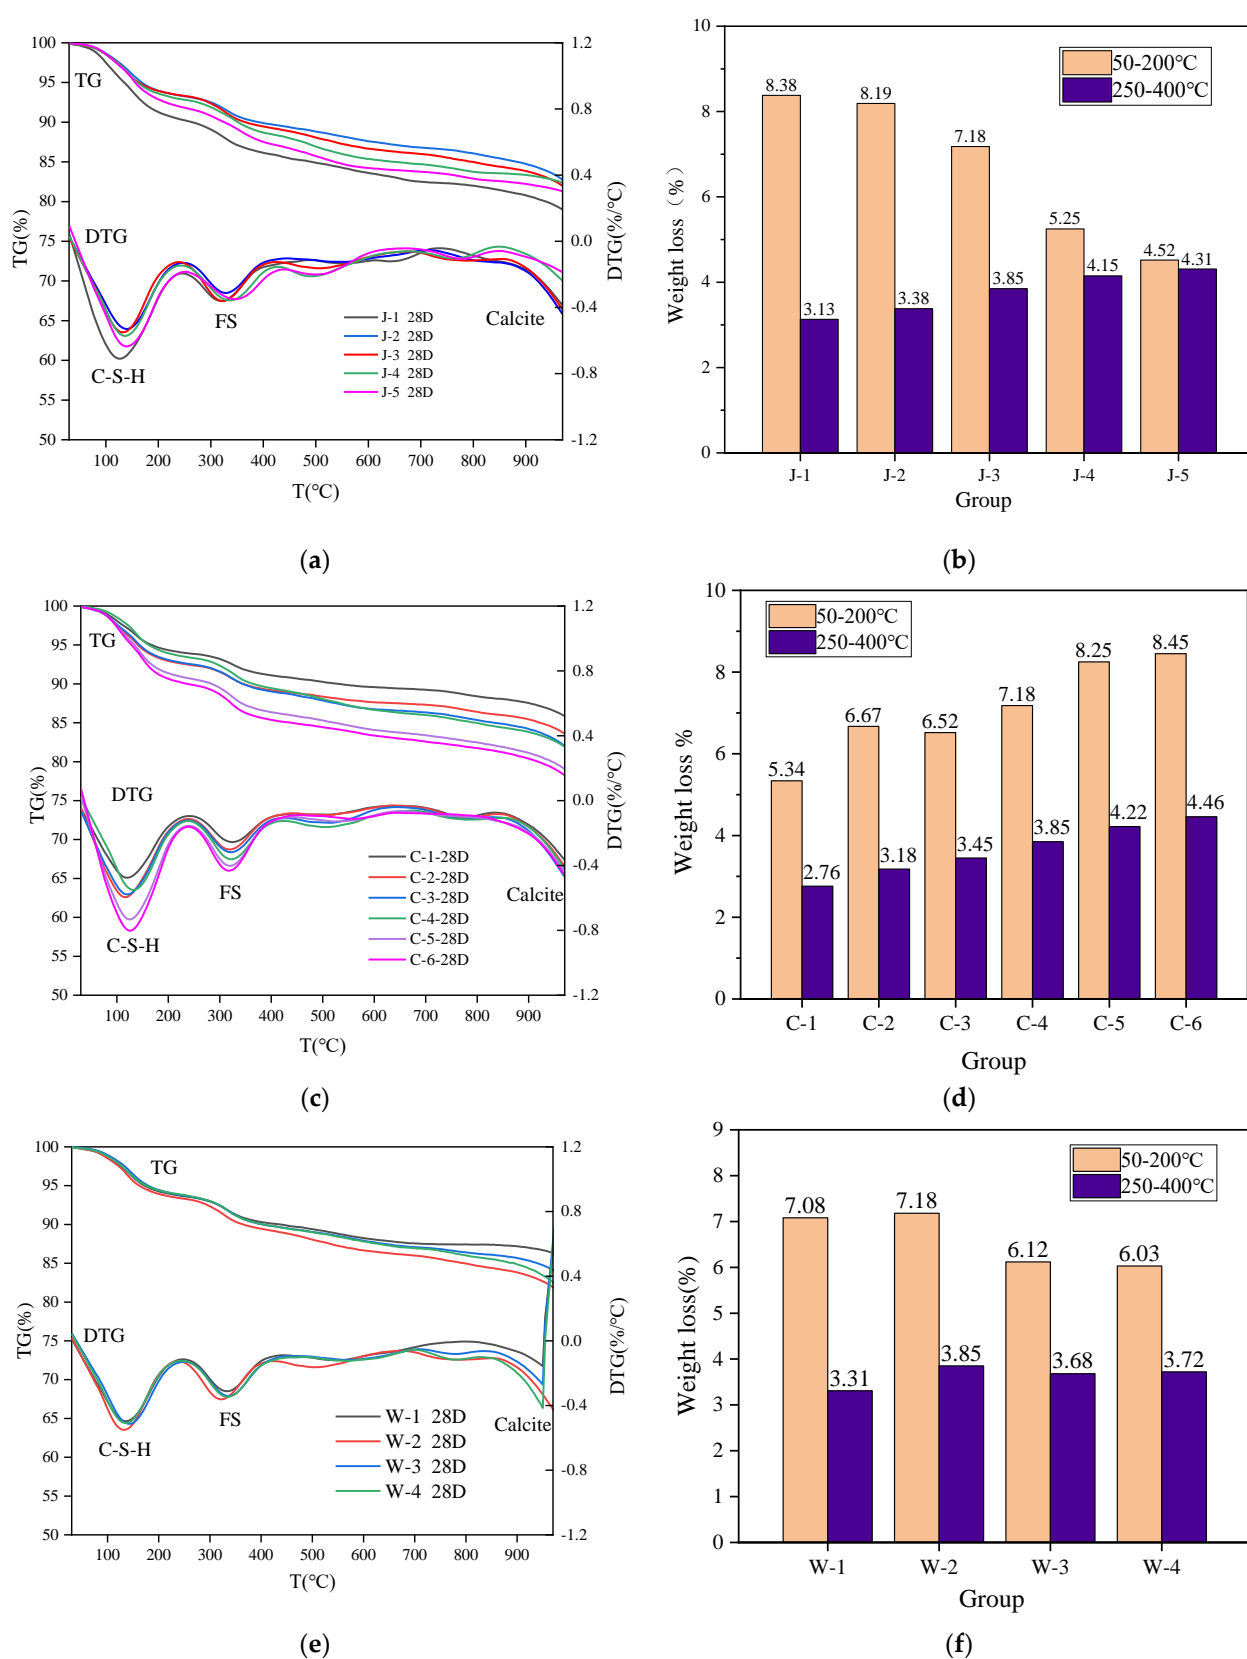 100
95
90
85
80
75
70
65
60
55
50
TG(%)
1.2
0.8
0.4
0.0
-0.4
-0.8
-1.2
DTG(%/°C)
TG
DTG
C-S-H
FS
Calcite
J-1 28D
J-2 28D
J-3 28D
J-4 28D
J-5 28D
100 200 300 400 500 600 700 800 900
T(°C)
(a)
10
8
6
4
2
0
Weight loss（%）
50-200°C
250-400°C
8.38 8.19 7.18 5.25 4.52
3.13 3.38 3.85 4.15 4.31
J-1 J-2 J-3 J-4 J-5
Group
(b)
100
95
90
85
80
75
70
65
60
55
50
TG(%)
1.2
0.8
0.4
0.0
-0.4
-0.8
-1.2
DTG(%/°C)
TG
DTG
C-S-H
FS
Calcite
C-1-28D
C-2-28D
C-3-28D
C-4-28D
C-5-28D
C-6-28D
100 200 300 400 500 600 700 800 900
T(°C)
(c)
10
8
6
4
2
0
Weight loss %
50-200°C
250-400°C
5.34 6.67 6.52 7.18 8.25 8.45
2.76 3.18 3.45 3.85 4.22 4.46
C-1 C-2 C-3 C-4 C-5 C-6
Group
(d)
100
95
90
85
80
75
70
65
60
55
50
TG(%)
1.2
0.8
0.4
0.0
-0.4
-0.8
-1.2
DTG(%/°C)
TG
DTG
C-S-H
FS
Calcite
W-1 28D
W-2 28D
W-3 28D
W-4 28D
100 200 300 400 500 600 700 800 900
T(°C)
(e)
9
8
7
6
5
4
3
2
1
0
Weight loss(%)
50-200°C
250-400°C
7.08 7.18 6.12 6.03
3.31 3.85 3.68 3.72
W-1 W-2 W-3 W-4
Group
(f)